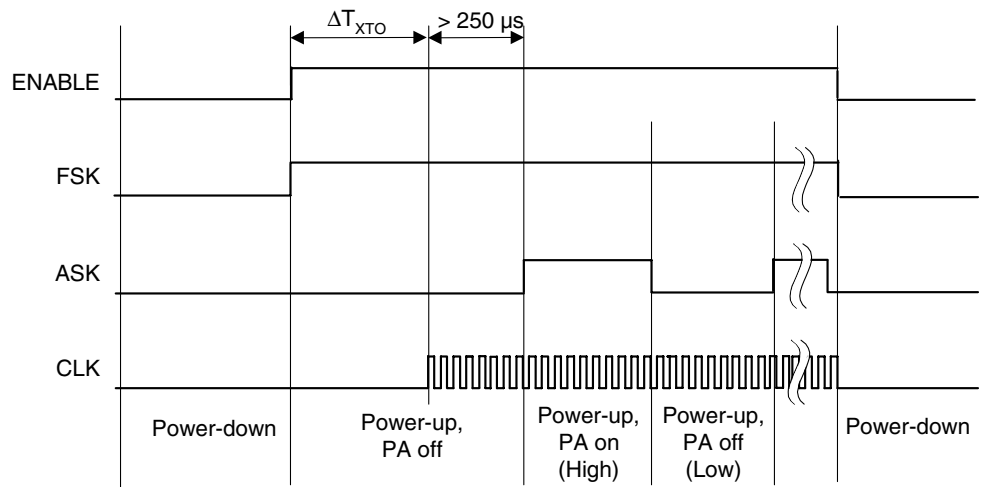 ΔT_XTO
> 250 μs
ENABLE
FSK
ASK
CLK
Power-down
Power-up,
PA off
Power-up,
PA on
(High)
Power-up,
PA off
(Low)
Power-down